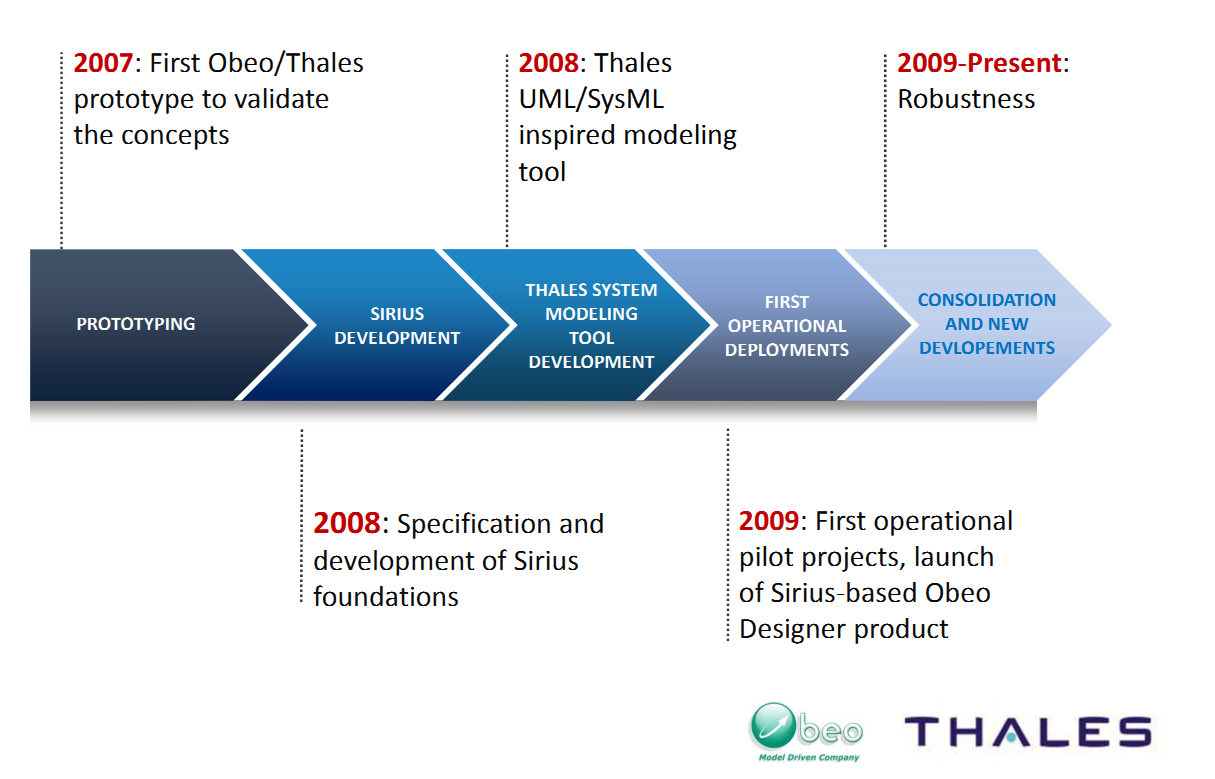 2007: First Obeo/Thales
prototype to validate
the concepts
2008: Thales
UML/SysML
inspired modeling
tool
2009-Present:
Robustness
PROTOTYPING
SIRIUS
DEVELOPMENT
THALES SYSTEM
MODELING
TOOL
DEVELOPMENT
FIRST
OPERATIONAL
DEPLOYMENTS
CONSOLIDATION
AND NEW
DEVLOPEMENTS
2008: Specification and
development of Sirius
foundations
2009: First operational
pilot projects, launch
of Sirius-based Obeo
Designer product
Obeo
Model Driven Company
THALES